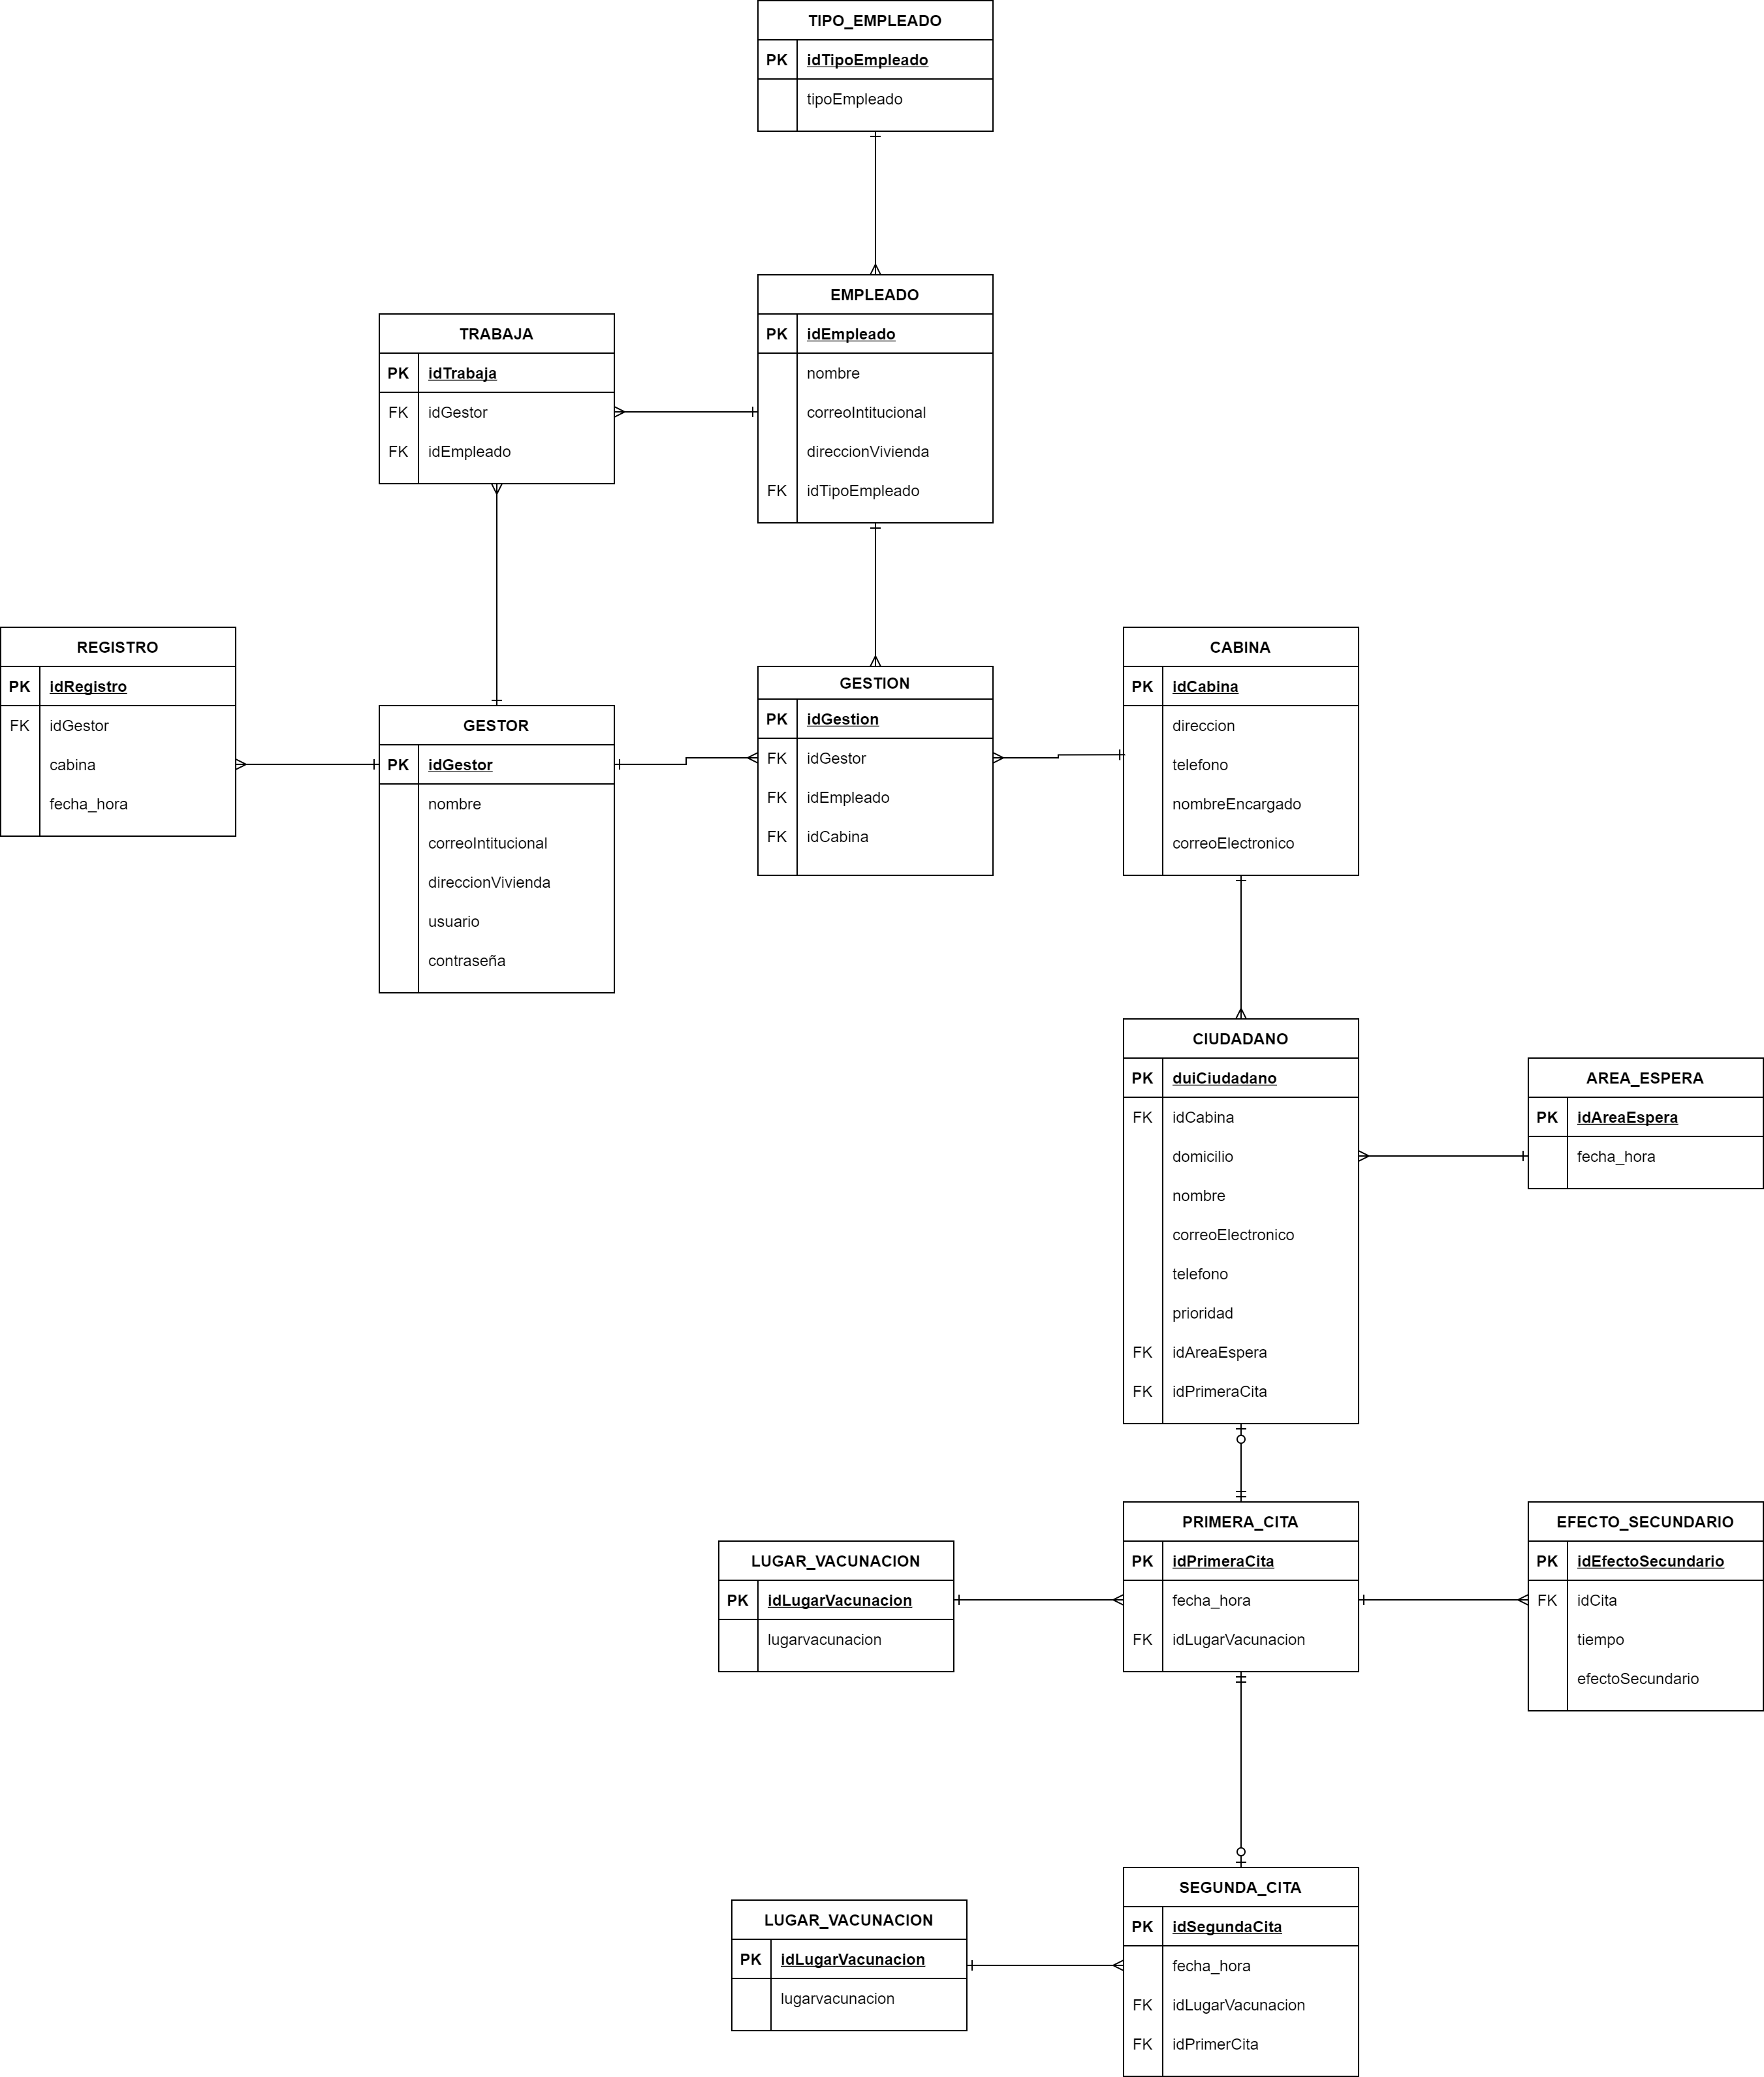 TIPO_EMPLEADO
PK idTipoEmpleado
tipoEmpleado
EMPLEADO
PK idEmpleado
nombre
correoIntitucional
direccionVivienda
FK idTipoEmpleado
TRABAJA
PK idTrabaja
FK idGestor
FK idEmpleado
REGISTRO
PK idRegistro
FK idGestor
cabina
fecha_hora
GESTOR
PK idGestor
nombre
correoIntitucional
direccionVivienda
usuario
contraseña
GESTION
PK idGestion
FK idGestor
FK idEmpleado
FK idCabina
CABINA
PK idCabina
direccion
telefono
nombreEncargado
correoElectronico
CIUDADANO
PK duiCiudadano
FK idCabina
domicilio
nombre
correoElectronico
telefono
prioridad
FK idAreaEspera
FK idPrimeraCita
AREA_ESPERA
PK idAreaEspera
fecha_hora
LUGAR_VACUNACION
PK idLugarVacunacion
lugarvacunacion
PRIMERA_CITA
PK idPrimeraCita
fecha_hora
FK idLugarVacunacion
EFECTO_SECUNDARIO
PK idEfectoSecundario
FK idCita
tiempo
efectoSecundario
LUGAR_VACUNACION
PK idLugarVacunacion
lugarvacunacion
SEGUNDA_CITA
PK idSegundaCita
fecha_hora
FK idLugarVacunacion
FK idPrimerCita